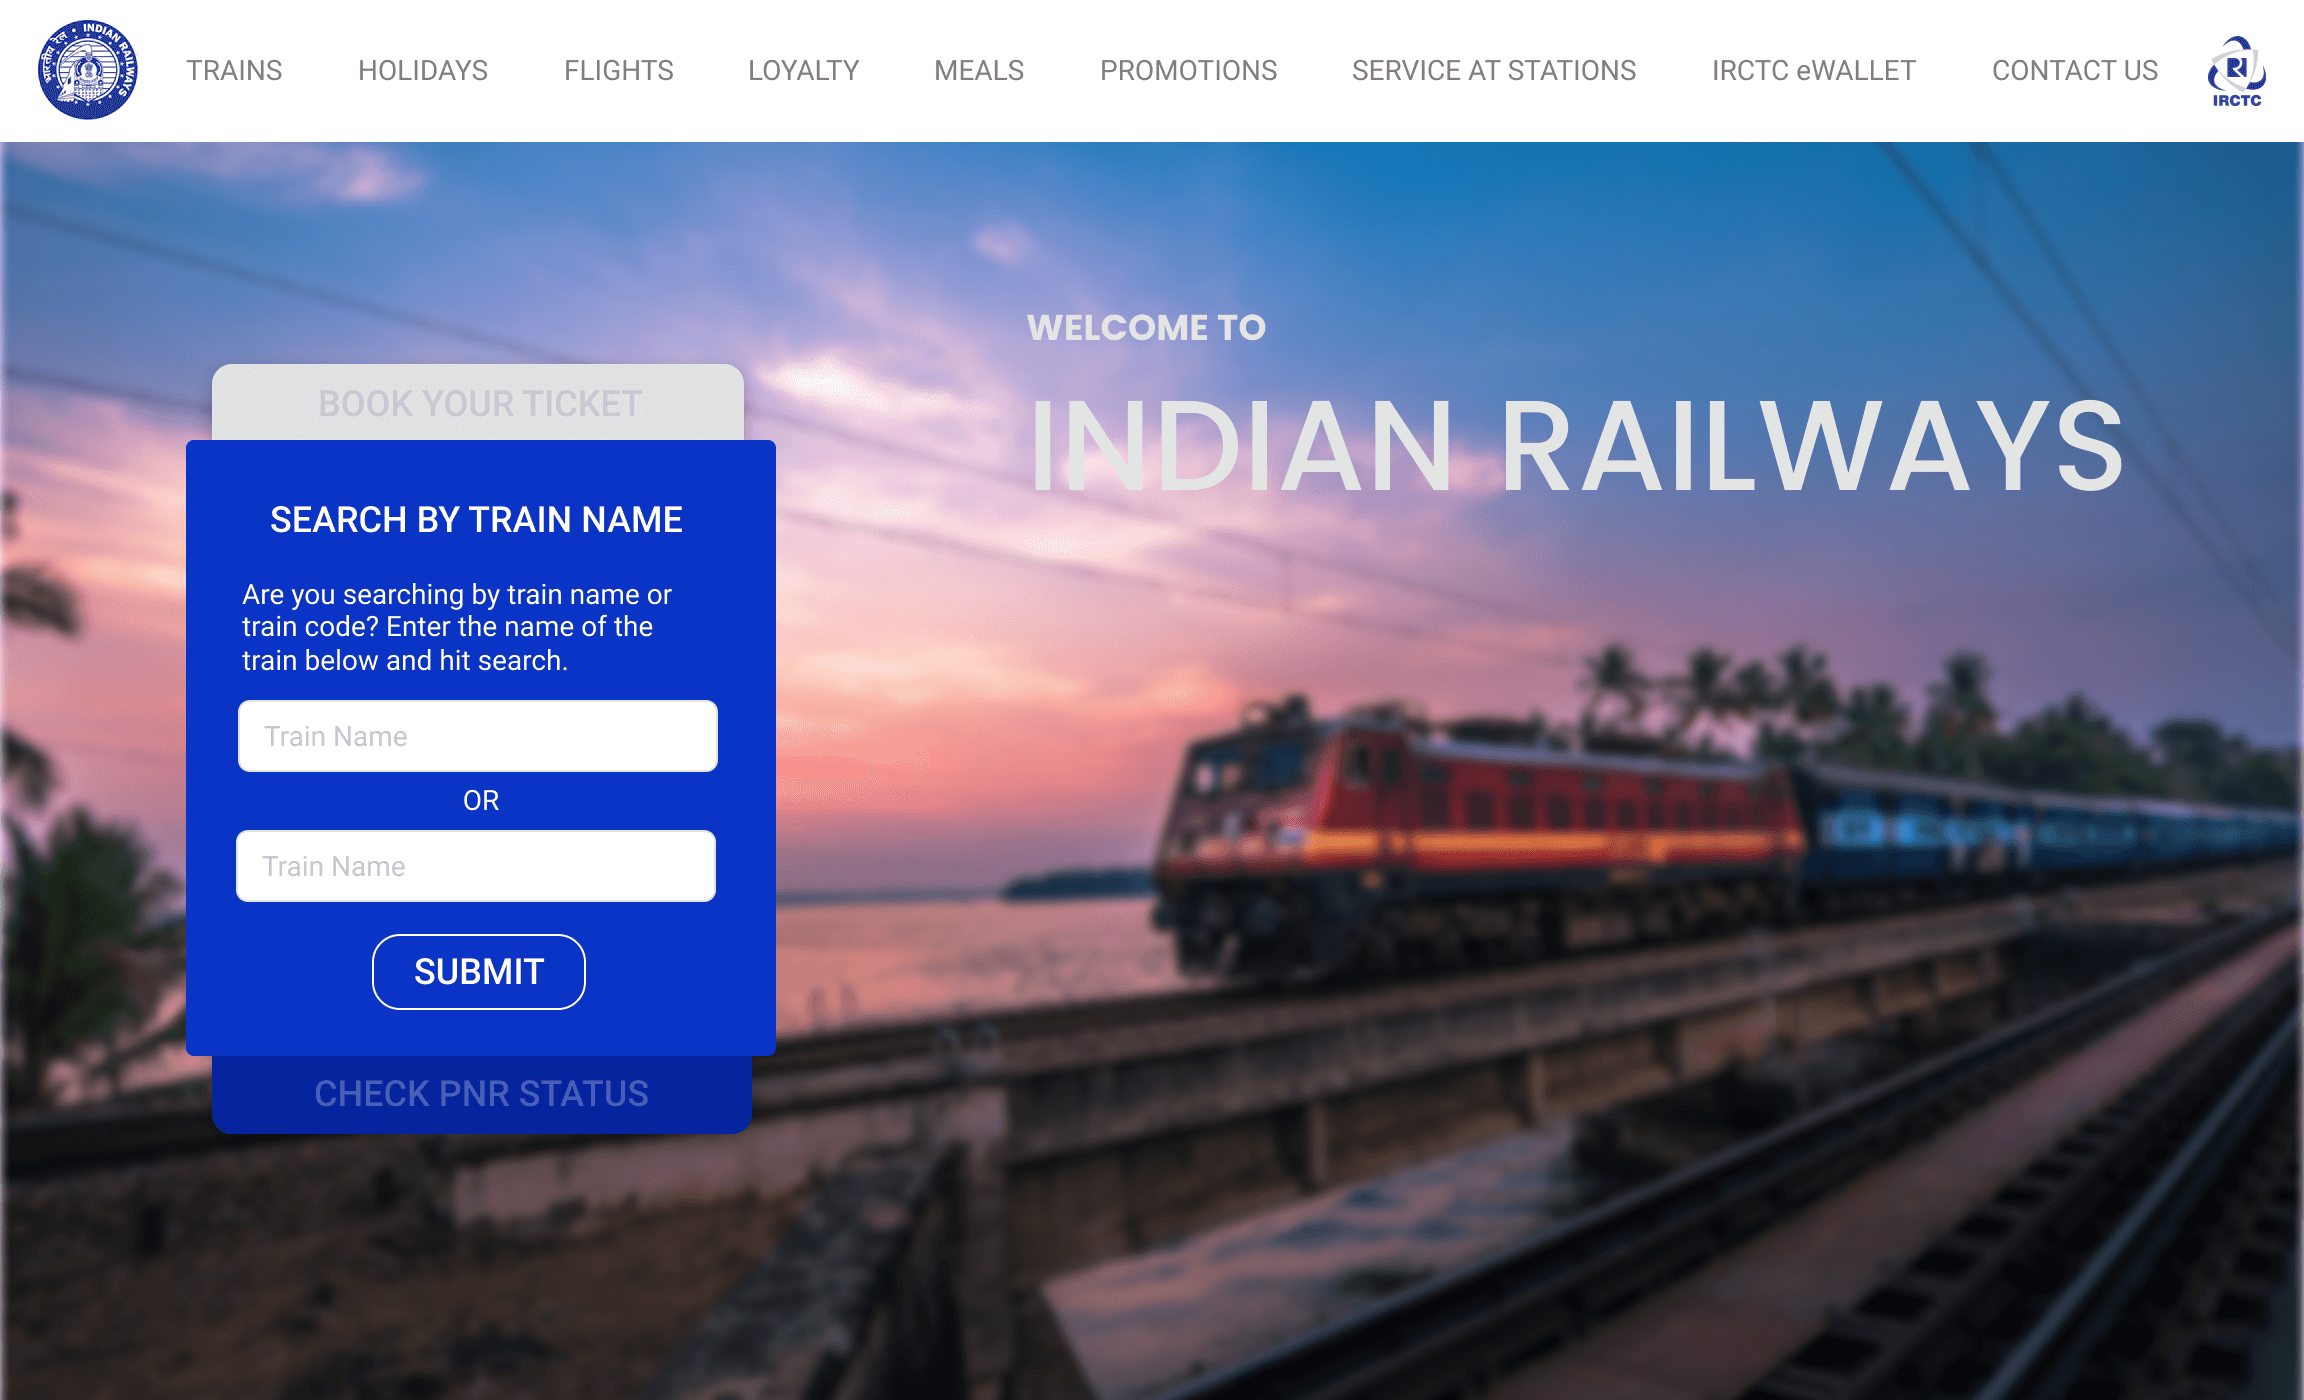 भारतीय रेल • INDIAN RAILWAYS
TRAINS
HOLIDAYS
FLIGHTS
LOYALTY
MEALS
PROMOTIONS
SERVICE AT STATIONS
IRCTC eWALLET
CONTACT US
IRCTC
WELCOME TO
INDIAN RAILWAYS
BOOK YOUR TICKET
SEARCH BY TRAIN NAME
Are you searching by train name or
train code? Enter the name of the
train below and hit search.
Train Name
OR
Train Name
SUBMIT
CHECK PNR STATUS